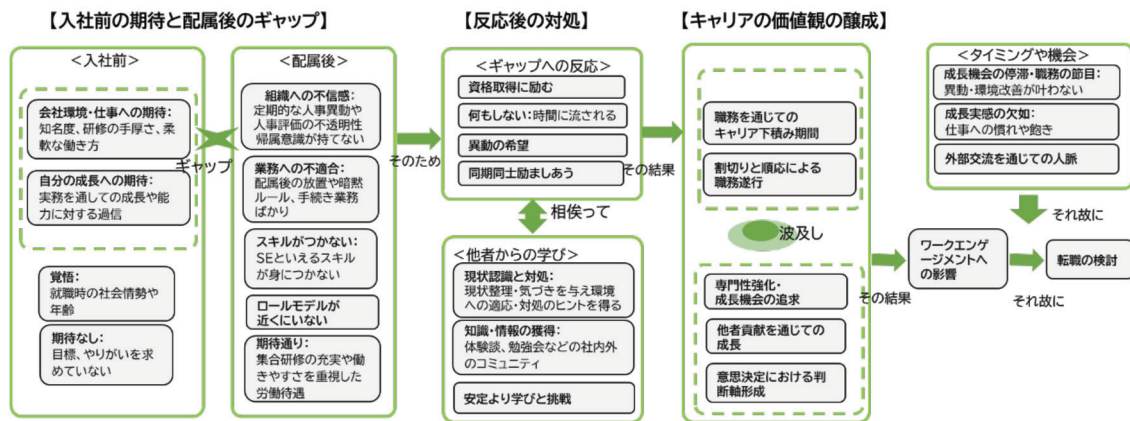 【入社前の期待と配属後のギャップ】
【反応後の対処】
【キャリアの価値観の醸成】
＜入社前＞
会社環境・仕事への期待：
知名度、研修の手厚さ、柔
軟な働き方
自分の成長への期待：
実務を通しての成長や能
力に対する過信
覚悟：
就職時の社会情勢や
年齢
期待なし：
目標、やりがいを求
めていない
ギャップ
＜配属後＞
組織への不信感：
定期的な人事異動や
人事評価の不透明性
帰属意識が持てない
業務への不適合：
配属後の放置や暗黙
ルール、手続き業務
ばかり
スキルがつかない：
SEといえるスキル
が身につかない
ロールモデルが
近くにいない
期待通り：
集合研修の充実や働
きやすさを重視した
労働待遇
そのため
＜ギャップへの反応＞
資格取得に励む
何もしない：時間に流される
異動の希望
同期同士励ましあう
相俟って
＜他者からの学び＞
現状認識と対処：
現状整理・気づきを与え環境
への適応・対処のヒントを得る
知識・情報の獲得：
体験談、勉強会などの社内外
のコミュニティ
安定より学びと挑戦
その結果
職務を通じての
キャリア下積み期間
割切りと順応による
職務遂行
波及し
専門性強化・
成長機会の追求
他者貢献を通じての
成長
意思決定における判
断軸形成
その結果
＜タイミングや機会＞
成長機会の停滞・職務の節目：
異動・環境改善が叶わない
成長実感の欠如：
仕事への慣れや飽き
外部交流を通じての人脈
それ故に
ワークエンゲ
ージメントへ
の影響
それ故に
転職の検討